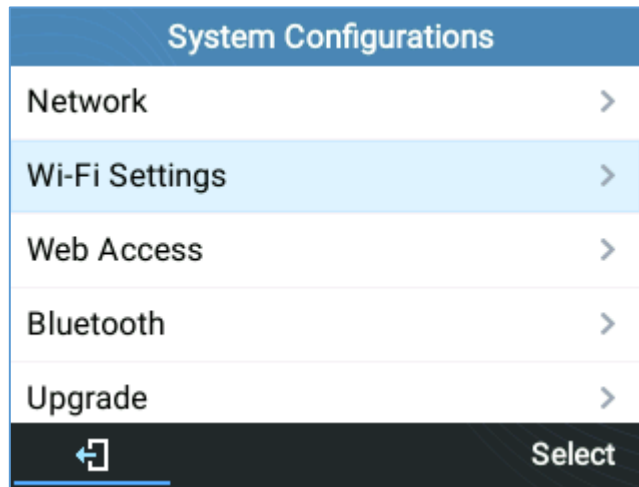 System Configurations
Network
Wi-Fi Settings
Web Access
Bluetooth
Upgrade
Select